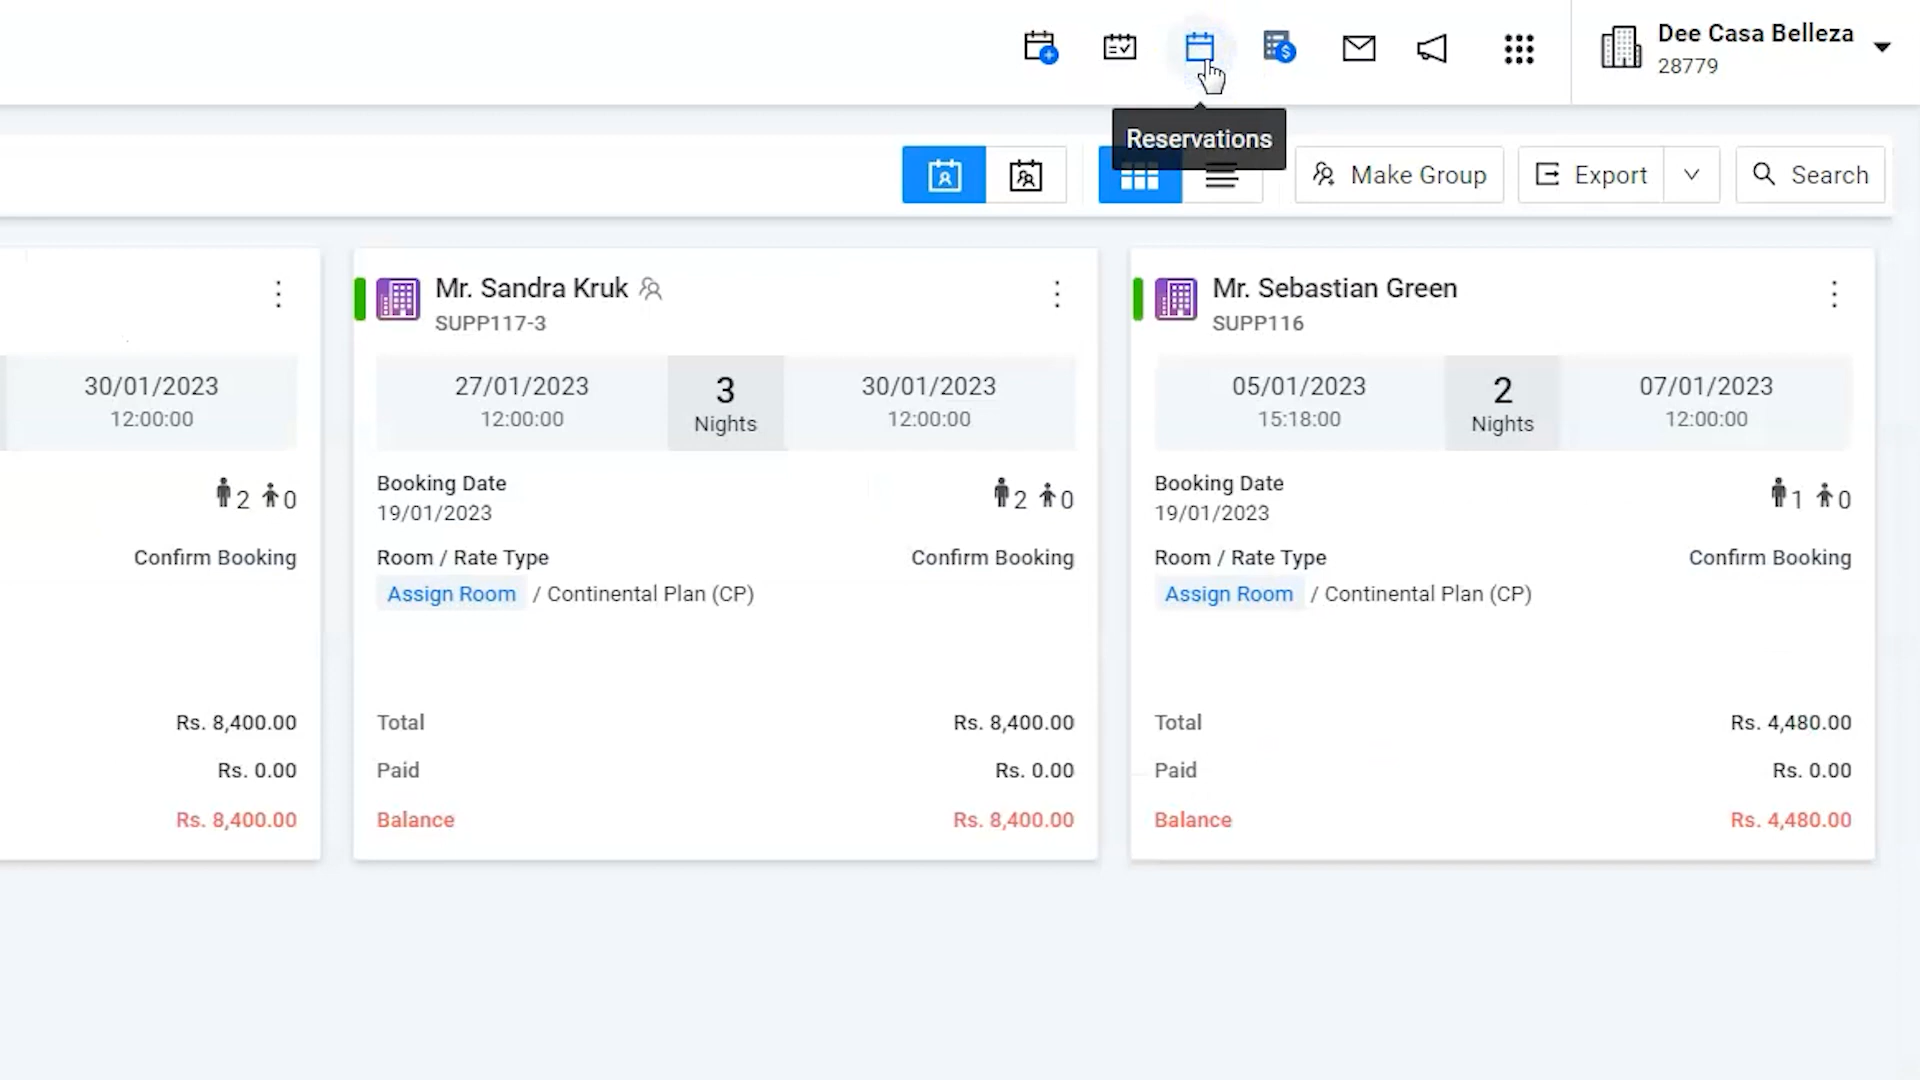 Dee Casa Belleza
28779
Reservations
Make Group
Export
Search
30/01/2023
12:00:00
2 0
Confirm Booking
Rs. 8,400.00
Rs. 0.00
Rs. 8,400.00
Mr. Sandra Kruk
SUPP117-3
27/01/2023
12:00:00
3
Nights
30/01/2023
12:00:00
Booking Date
19/01/2023
2 0
Room / Rate Type
Confirm Booking
Assign Room / Continental Plan (CP)
Total Rs. 8,400.00
Paid Rs. 0.00
Balance Rs. 8,400.00
Mr. Sebastian Green
SUPP116
05/01/2023
15:18:00
2
Nights
07/01/2023
12:00:00
Booking Date
19/01/2023
1 0
Room / Rate Type
Confirm Booking
Assign Room / Continental Plan (CP)
Total Rs. 4,480.00
Paid Rs. 0.00
Balance Rs. 4,480.00